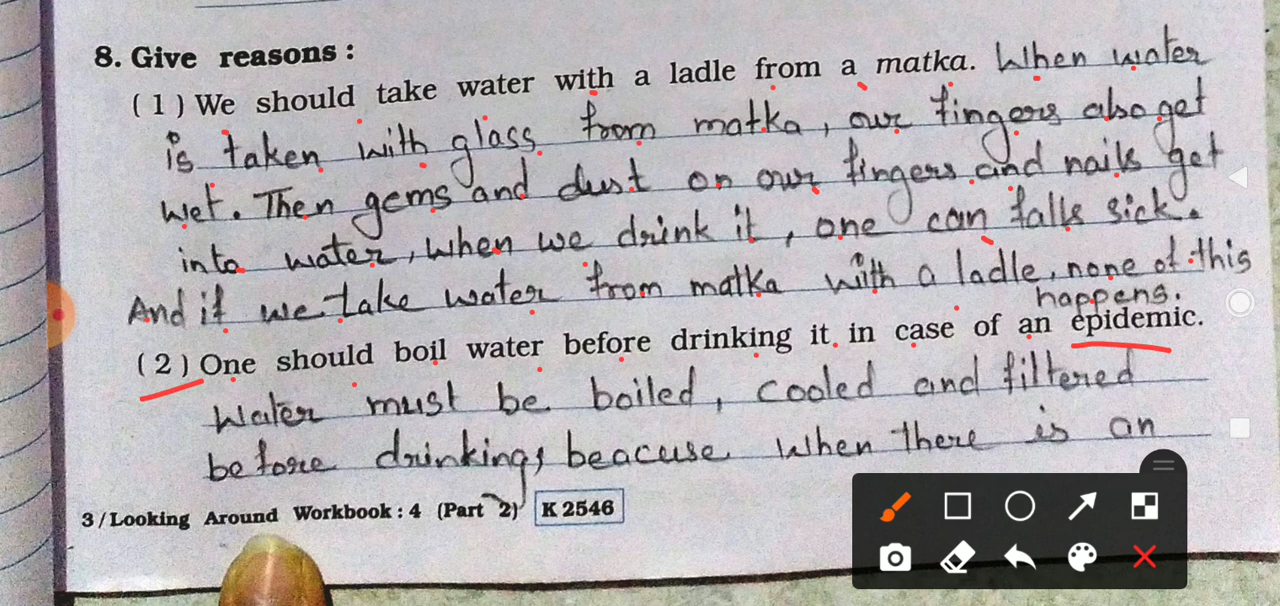 8. Give reasons :
( 1 ) We should take water with a ladle from a matka. When water
is taken with glass from matka, our fingers also get
wet. Then gems and dust on our fingers and nails get
into water, when we drink it, one can falls sick.
And if we take water from matka with a ladle, none of this
happens.
( 2 ) One should boil water before drinking it in case of an epidemic.
Water must be boiled, cooled and filtered
before drinking, beacuse when there is an
3 / Looking Around Workbook : 4 (Part 2) K 2546